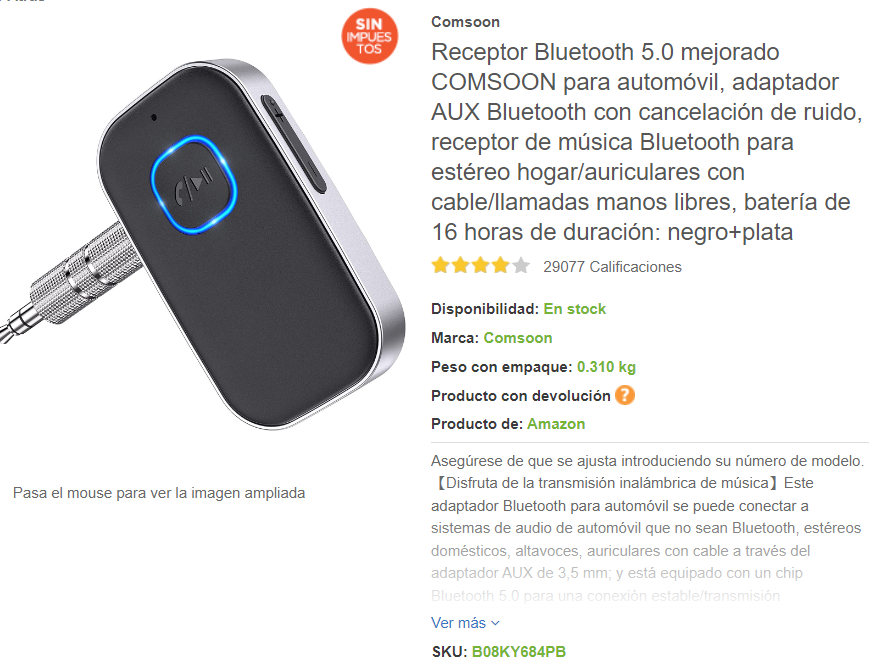 SIN
IMPUES
TOS
Comsoon
Receptor Bluetooth 5.0 mejorado
COMSOON para automóvil, adaptador
AUX Bluetooth con cancelación de ruido,
receptor de música Bluetooth para
estéreo hogar/auriculares con
cable/llamadas manos libres, batería de
16 horas de duración: negro+plata
29077 Calificaciones
Disponibilidad: En stock
Marca: Comsoon
Peso con empaque: 0.310 kg
Producto con devolución ?
Producto de: Amazon
Asegúrese de que se ajusta introduciendo su número de modelo.
【Disfruta de la transmisión inalámbrica de música】Este
adaptador Bluetooth para automóvil se puede conectar a
sistemas de audio de automóvil que no sean Bluetooth, estéreos
domésticos, altavoces, auriculares con cable a través del
adaptador AUX de 3,5 mm; y está equipado con un chip
Bluetooth 5.0 para una conexión estable/transmisión
Pasa el mouse para ver la imagen ampliada
Ver más
SKU: B08KY684PB